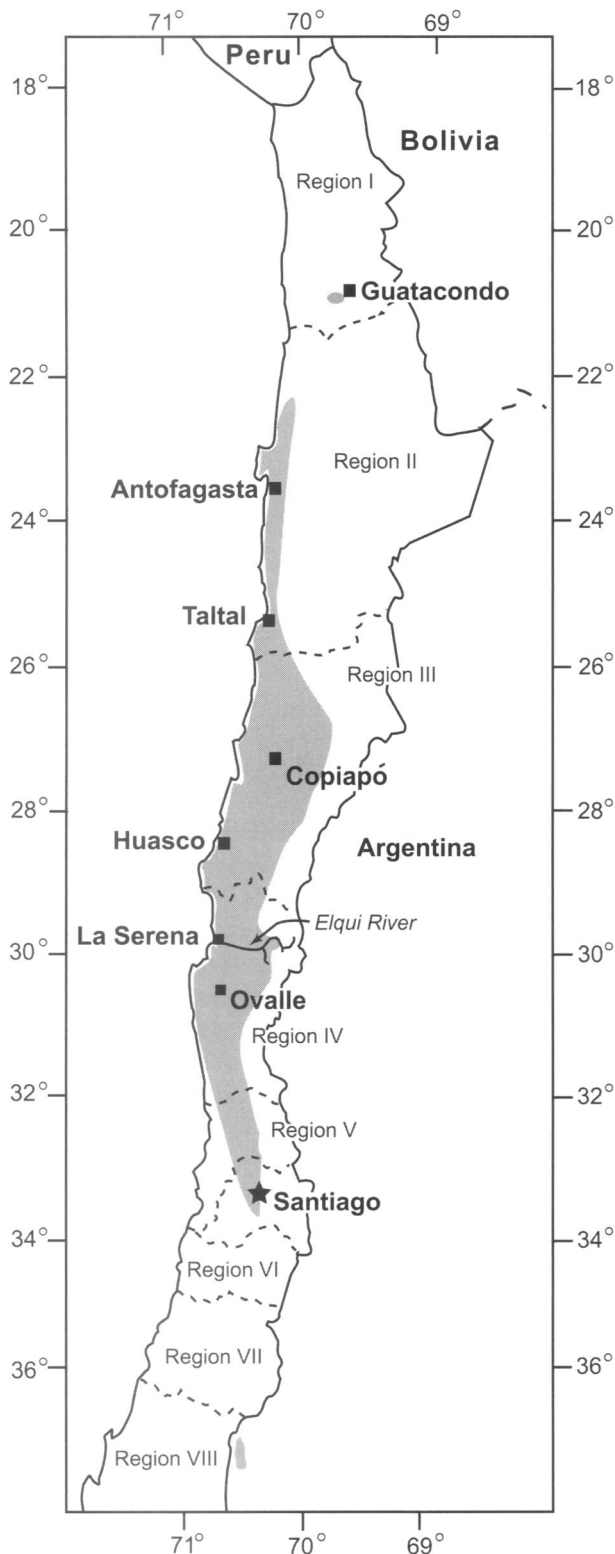 71° 70° 69°
Peru
18° 18°
Bolivia
Region I
20° 20°
Guatacondo
22° 22°
Region II
Antofagasta
24° 24°
Taltal
26° 26°
Region III
Copiapó
28° 28°
Huasco
Argentina
Elqui River
La Serena
30° 30°
Ovalle
Region IV
32° 32°
Region V
Santiago
34° 34°
Region VI
Region VII
36° 36°
Region VIII
71° 70° 69°